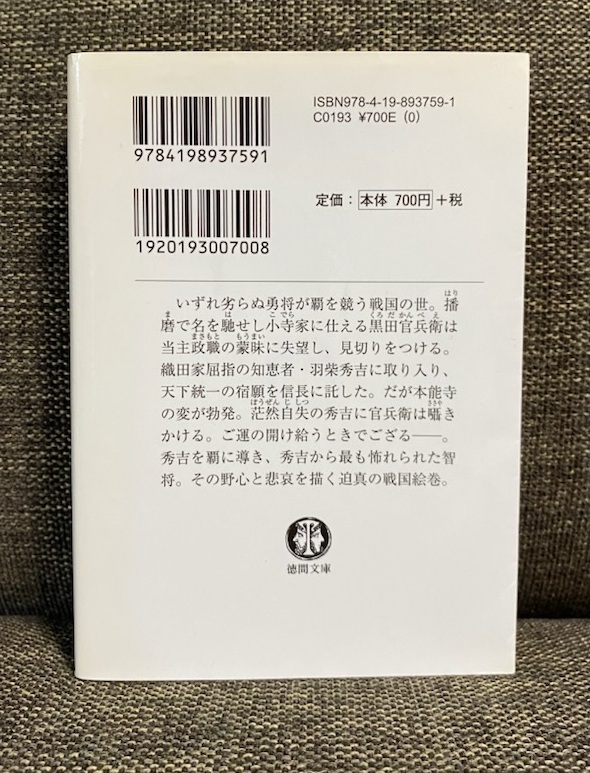 ISBN978-4-19-893759-1
C0193 ¥700E (0)
9784198937591
定価：本体 700円＋税
1920193007008
いずれ劣らぬ勇将が覇を競う戦国の世。播
磨で名を馳せし小寺家に仕える黒田官兵衛は
当主政職の蒙昧に失望し、見切りをつける。
織田家屈指の知恵者・羽柴秀吉に取り入り、
天下統一の宿願を信長に託した。だが本能寺
の変が勃発。茫然自失の秀吉に官兵衛は囁き
かける。ご運の開け給うときでござる——。
秀吉を覇に導き、秀吉から最も怖れられた智
将。その野心と悲哀を描く迫真の戦国絵巻。
徳間文庫